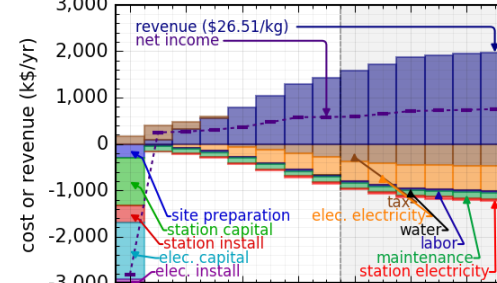 3,000
revenue ($26.51/kg)
net income
2,000
1,000
0
-1,000
-2,000
-3,000
cost or revenue (k$/yr)
tax
elec. electricity
site preparation
station capital
water
station install
labor
elec. capital
maintenance
elec. install
station electricity